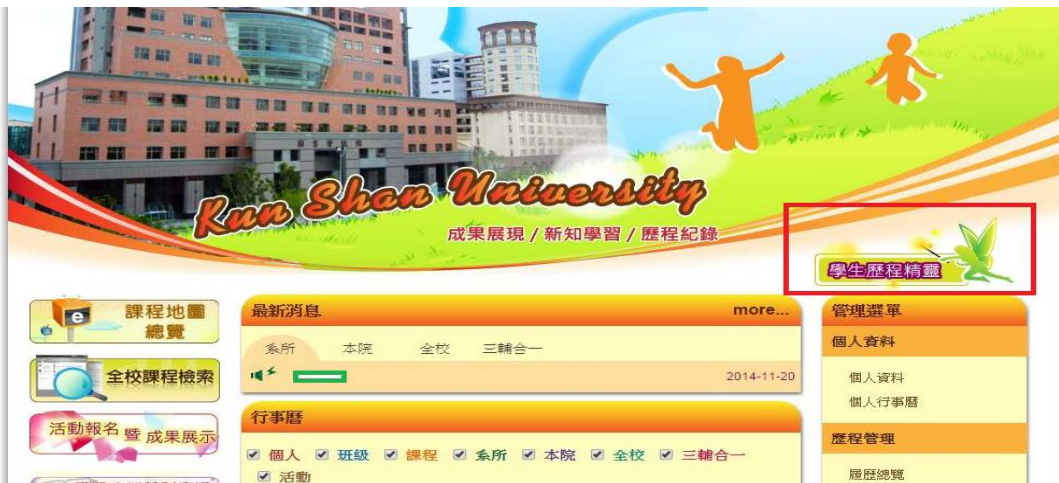 Kun Shan University
成果展現 / 新知學習 / 歷程紀錄
學生歷程精靈
e 課程地圖
總覽
全校課程檢索
活動報名 暨 成果展示
最新消息 more...
系所 本院 全校 三輔合一
2014-11-20
行事曆
個人 班級 課程 系所 本院 全校 三輔合一
活動
管理選單
個人資料
個人資料
個人行事曆
歷程管理
履歷總覽